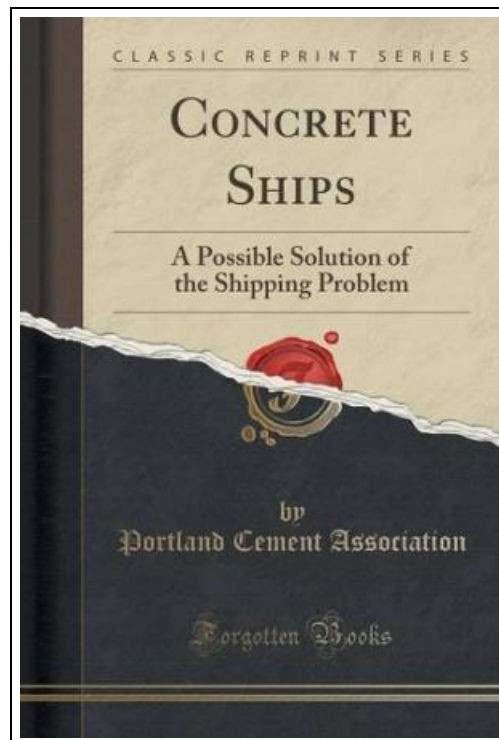 CLASSIC REPRINT SERIES
CONCRETE
SHIPS
A Possible Solution of
the Shipping Problem
by
Portland Cement Association
Forgotten Books